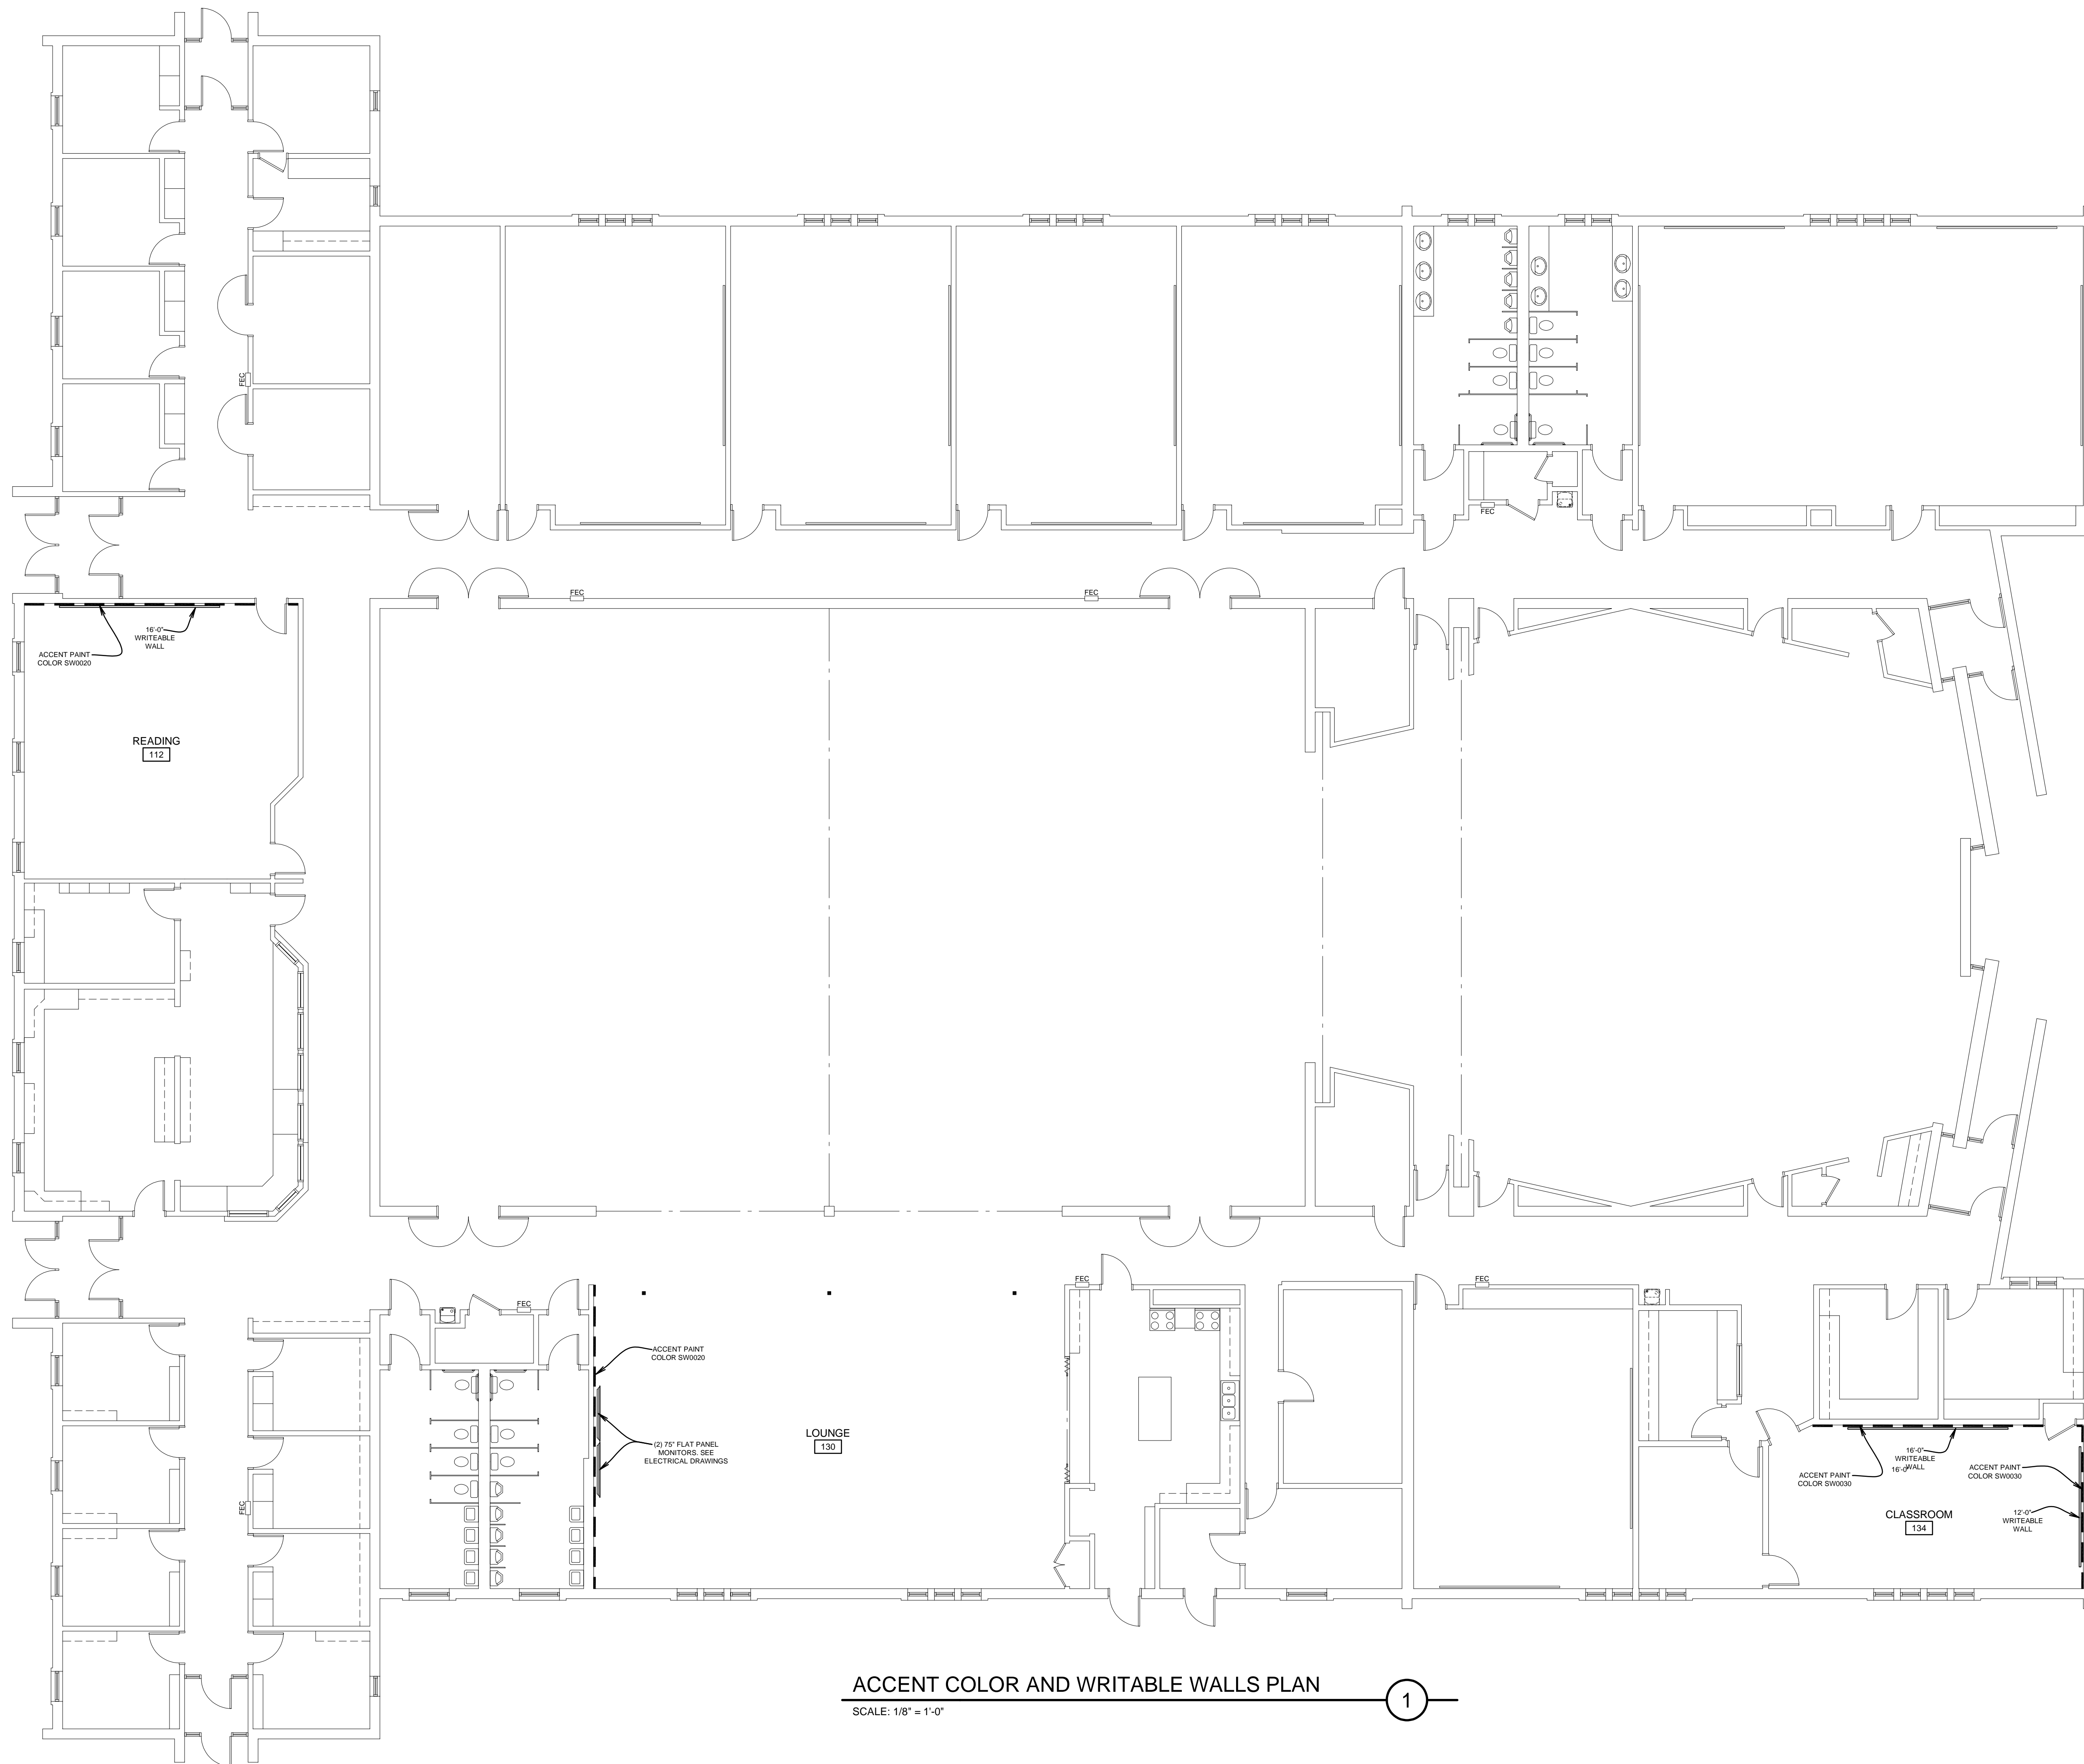 FEC
FEC
FEC
FEC
16'-0"
WRITEABLE
WALL
ACCENT PAINT
COLOR SW0020
READING
112
FEC
FEC
FEC
ACCENT PAINT
COLOR SW0020
(2) 75" FLAT PANEL
MONITORS. SEE
ELECTRICAL DRAWINGS
LOUNGE
130
FEC
16'-0"
WRITEABLE
WALL
16'-0"
ACCENT PAINT
COLOR SW0030
ACCENT PAINT
COLOR SW0030
CLASSROOM
134
12'-0"
WRITEABLE
WALL
FEC
ACCENT COLOR AND WRITABLE WALLS PLAN
SCALE: 1/8" = 1'-0"
1